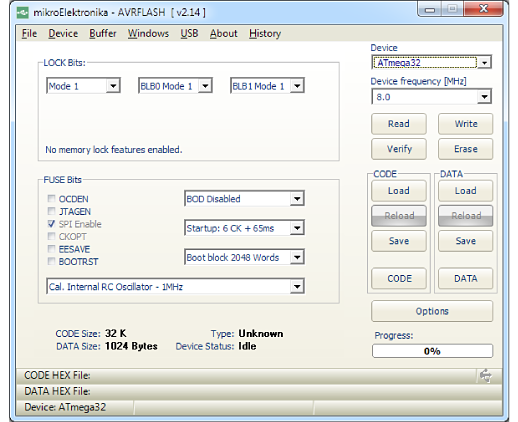 mikroElektronika - AVRFLASH [ v2.14 ]
File Device Buffer Windows USB About History
LOCK Bits:
Mode 1 BLB0 Mode 1 BLB1 Mode 1
No memory lock features enabled.
FUSE Bits
OCDEN
JTAGEN
SPI Enable
CKOPT
EESAVE
BOOTRST
BOD Disabled
Startup: 6 CK + 65ms
Boot block 2048 Words
Cal. Internal RC Oscillator - 1MHz
CODE Size: 32 K Type: Unknown
DATA Size: 1024 Bytes Device Status: Idle
Device
ATmega32
Device frequency [MHz]
8.0
Read Write
Verify Erase
CODE DATA
Load Load
Reload Reload
Save Save
CODE DATA
Options
Progress:
0%
CODE HEX File:
DATA HEX File:
Device: ATmega32